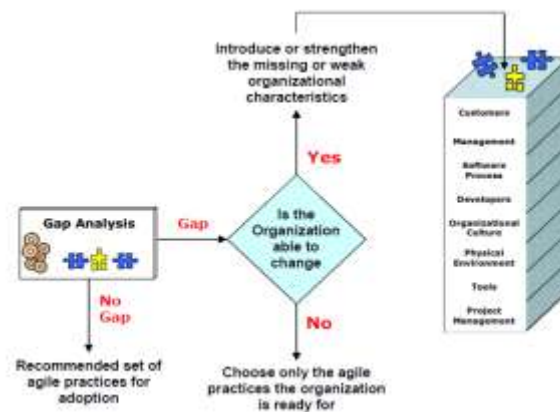 Introduce or strengthen
the missing or weak
organizational
characteristics
Customers
Management
Software
Process
Developers
Organizational
Culture
Physical
Environment
Tools
Project
Management
Yes
Gap Analysis
Gap
Is the
Organization
able to
change
No
Gap
No
Recommended set of
agile practices for
adoption
Choose only the agile
practices the organization
is ready for